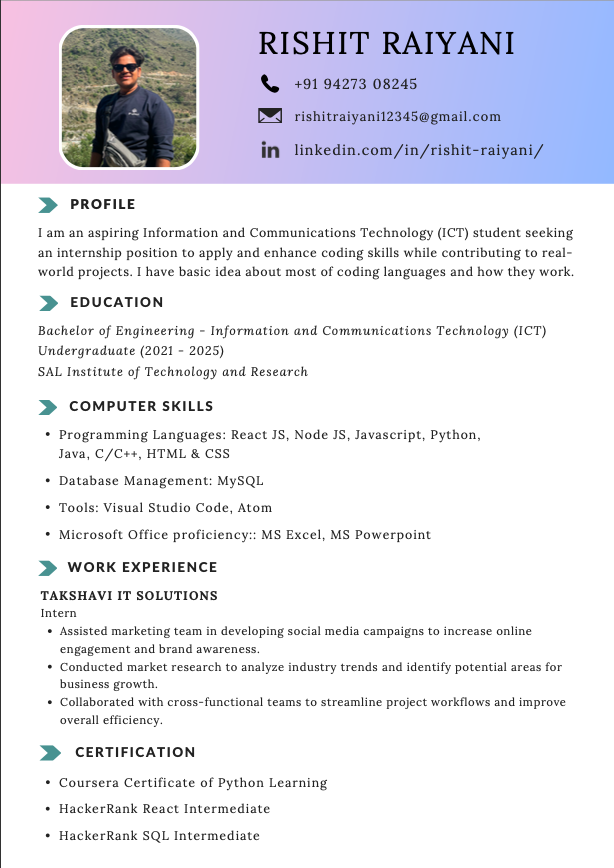 RISHIT RAIYANI
+91 94273 08245
rishitraiyani12345@gmail.com
linkedin.com/in/rishit-raiyani/
PROFILE
I am an aspiring Information and Communications Technology (ICT) student seeking
an internship position to apply and enhance coding skills while contributing to real-
world projects. I have basic idea about most of coding languages and how they work.
EDUCATION
Bachelor of Engineering - Information and Communications Technology (ICT)
Undergraduate (2021 - 2025)
SAL Institute of Technology and Research
COMPUTER SKILLS
• Programming Languages: React JS, Node JS, Javascript, Python,
Java, C/C++, HTML & CSS
• Database Management: MySQL
• Tools: Visual Studio Code, Atom
• Microsoft Office proficiency:: MS Excel, MS Powerpoint
WORK EXPERIENCE
TAKSHAVI IT SOLUTIONS
Intern
• Assisted marketing team in developing social media campaigns to increase online
engagement and brand awareness.
• Conducted market research to analyze industry trends and identify potential areas for
business growth.
• Collaborated with cross-functional teams to streamline project workflows and improve
overall efficiency.
CERTIFICATION
• Coursera Certificate of Python Learning
• HackerRank React Intermediate
• HackerRank SQL Intermediate